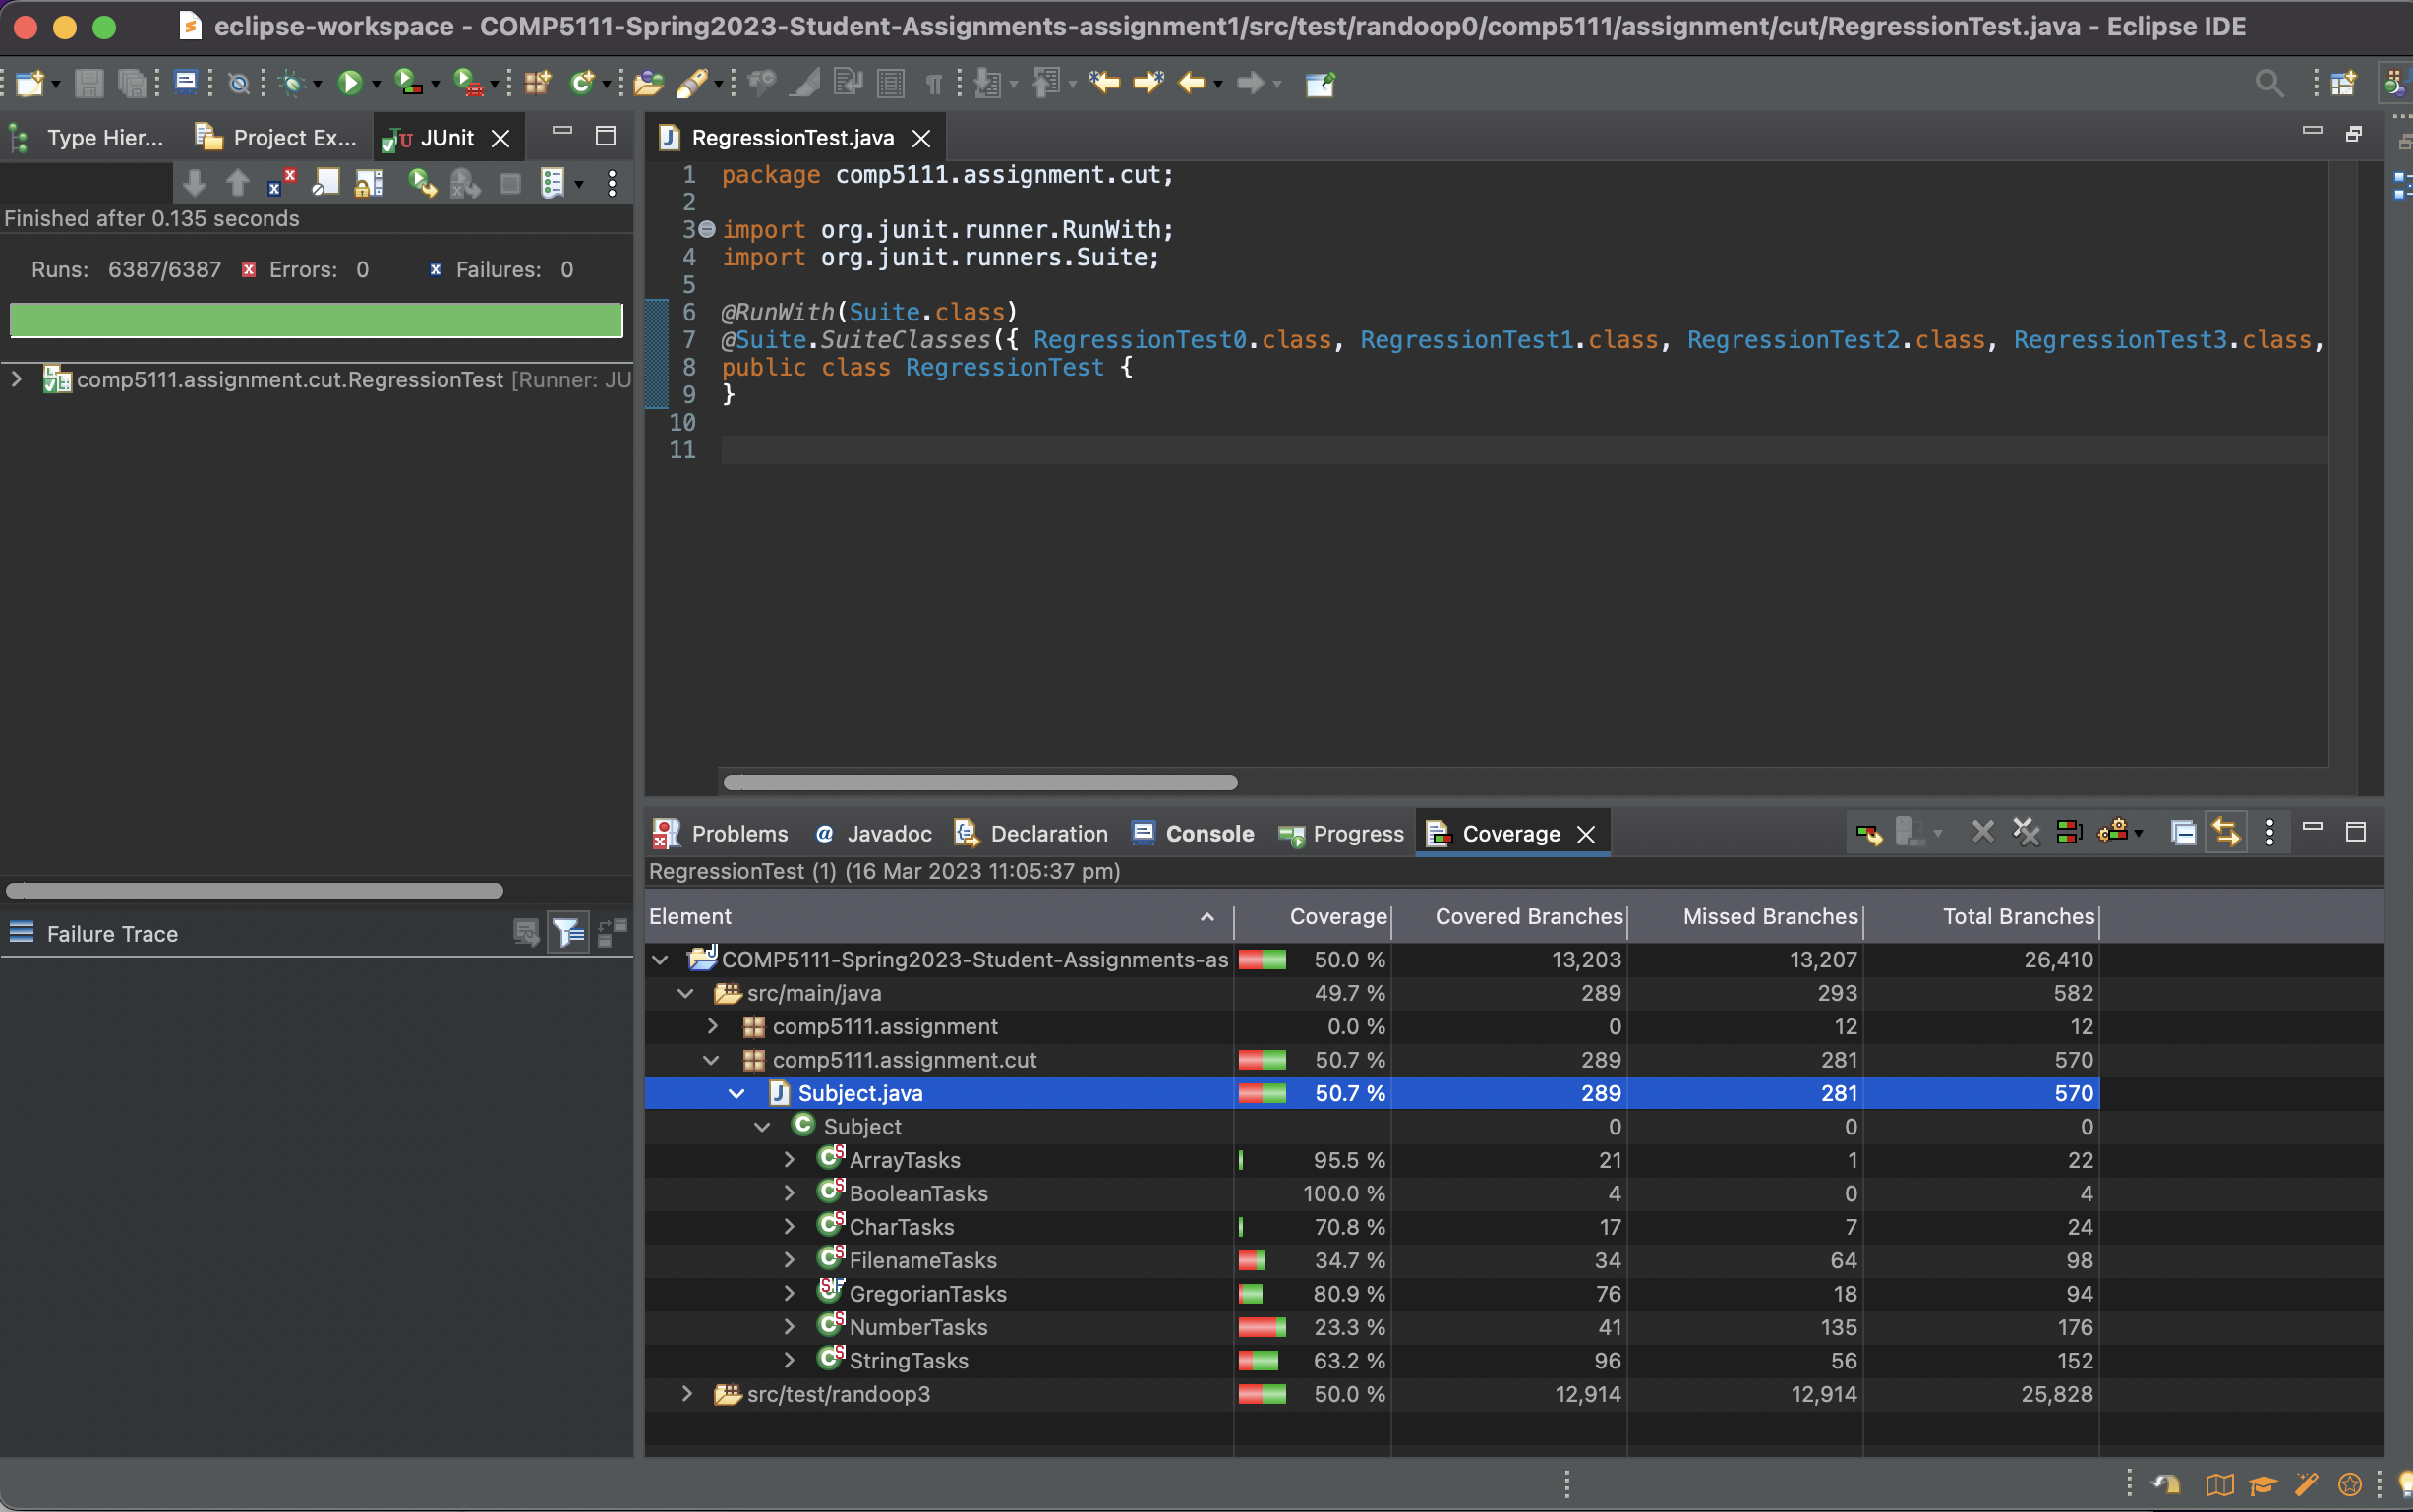 eclipse-workspace - COMP5111-Spring2023-Student-Assignments-assignment1/src/test/randoop0/comp5111/assignment/cut/RegressionTest.java - Eclipse IDE
Type Hier...
Project Ex...
JUnit
Finished after 0.135 seconds
Runs: 6387/6387 Errors: 0 Failures: 0
comp5111.assignment.cut.RegressionTest [Runner: JU
Failure Trace
RegressionTest.java
1 package comp5111.assignment.cut;
2
3 import org.junit.runner.RunWith;
4 import org.junit.runners.Suite;
5
6 @RunWith(Suite.class)
7 @Suite.SuiteClasses({ RegressionTest0.class, RegressionTest1.class, RegressionTest2.class, RegressionTest3.class,
8 public class RegressionTest {
9 }
10
11
Problems Javadoc Declaration Console Progress Coverage
RegressionTest (1) (16 Mar 2023 11:05:37 pm)
Element Coverage Covered Branches Missed Branches Total Branches
COMP5111-Spring2023-Student-Assignments-as 50.0 % 13,203 13,207 26,410
src/main/java 49.7 % 289 293 582
comp5111.assignment 0.0 % 0 12 12
comp5111.assignment.cut 50.7 % 289 281 570
Subject.java 50.7 % 289 281 570
Subject 0 0 0
ArrayTasks 95.5 % 21 1 22
BooleanTasks 100.0 % 4 0 4
CharTasks 70.8 % 17 7 24
FilenameTasks 34.7 % 34 64 98
GregorianTasks 80.9 % 76 18 94
NumberTasks 23.3 % 41 135 176
StringTasks 63.2 % 96 56 152
src/test/randoop3 50.0 % 12,914 12,914 25,828